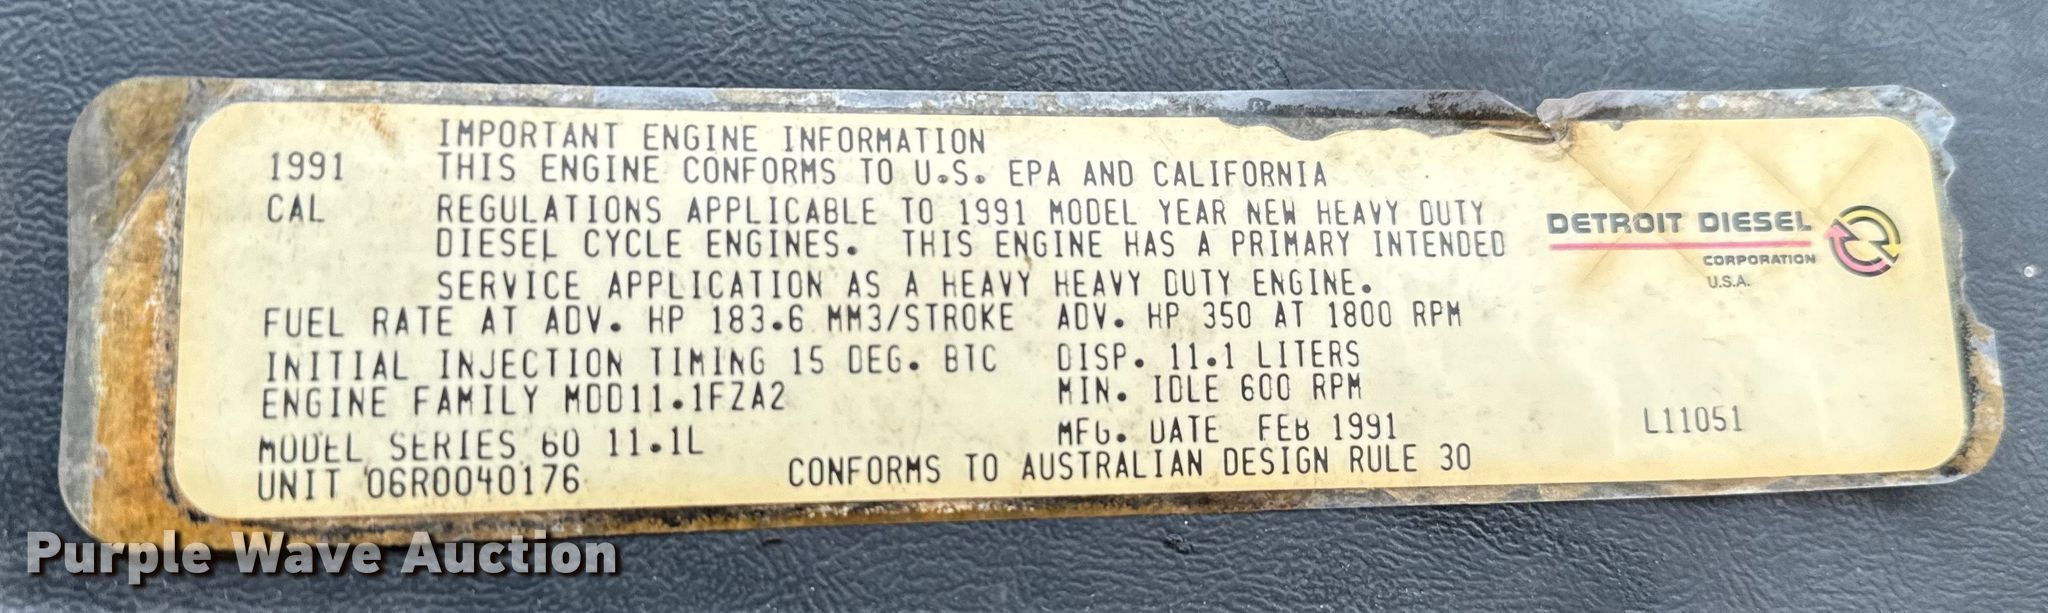 IMPORTANT ENGINE INFORMATION
1991 THIS ENGINE CONFORMS TO U.S. EPA AND CALIFORNIA
CAL REGULATIONS APPLICABLE TO 1991 MODEL YEAR NEW HEAVY DUTY
DIESEL CYCLE ENGINES. THIS ENGINE HAS A PRIMARY INTENDED
SERVICE APPLICATION AS A HEAVY HEAVY DUTY ENGINE.
FUEL RATE AT ADV. HP 183.6 MM3/STROKE ADV. HP 350 AT 1800 RPM
INITIAL INJECTION TIMING 15 DEG. BTC DISP. 11.1 LITERS
ENGINE FAMILY MDD11.1FZA2 MIN. IDLE 600 RPM
MODEL SERIES 60 11.1L MFG. DATE FEB 1991
UNIT 06R0040176 CONFORMS TO AUSTRALIAN DESIGN RULE 30
DETROIT DIESEL
CORPORATION
U.S.A.
L11051
Purple Wave Auction